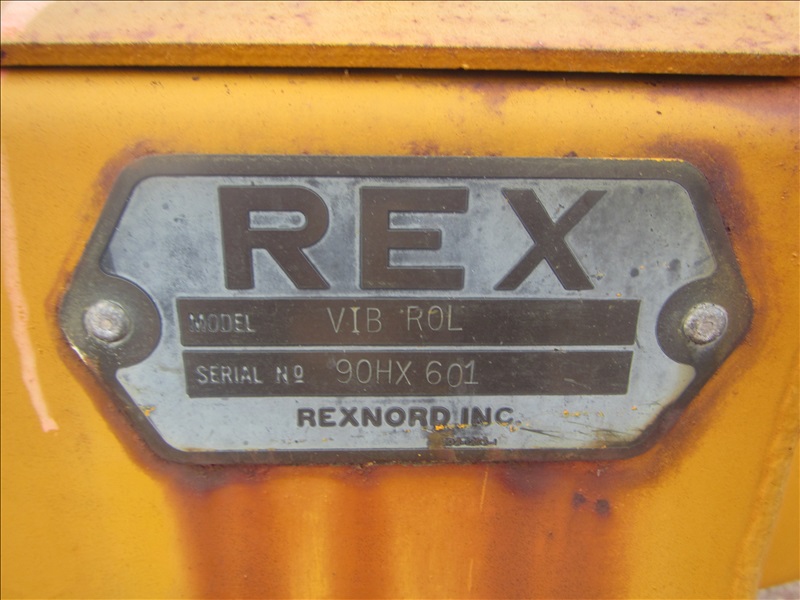 REX
MODEL VIB ROL
SERIAL Nº 90HX 601
REXNORD INC.